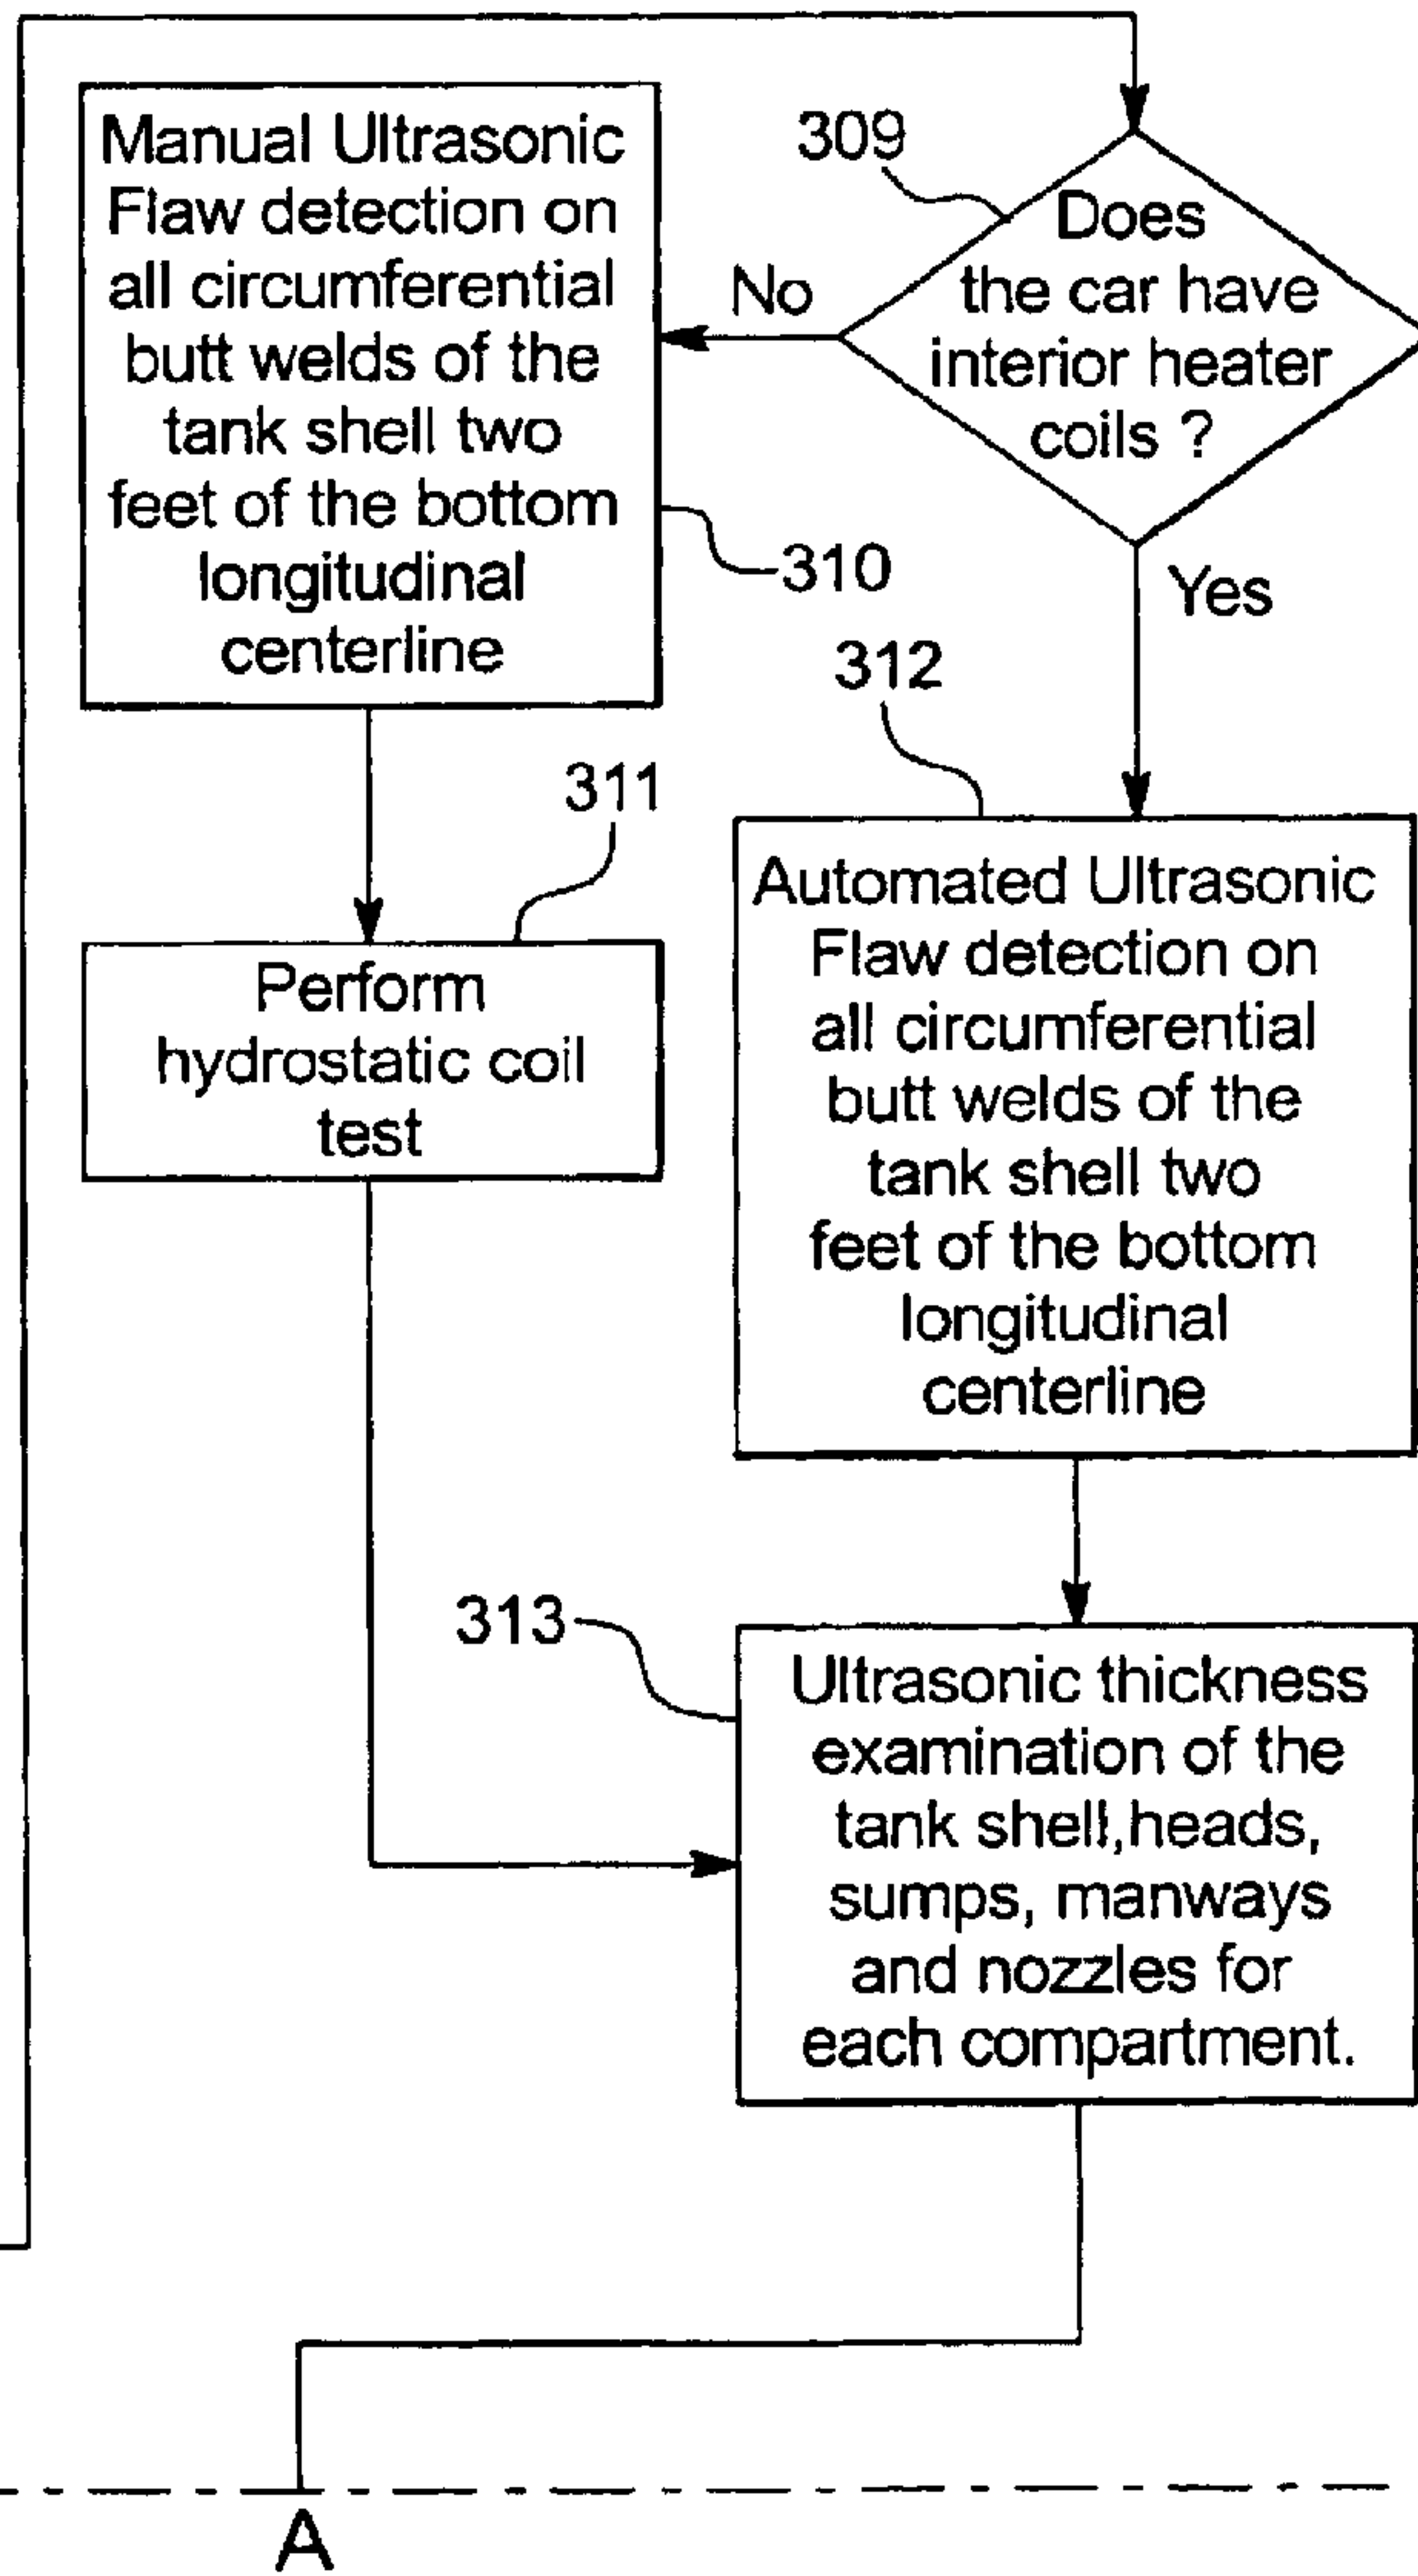 309
Does
the car have
interior heater
coils ?
No
Yes
Manual Ultrasonic
Flaw detection on
all circumferential
butt welds of the
tank shell two
feet of the bottom
longitudinal
centerline
310
311
Perform
hydrostatic coil
test
312
Automated Ultrasonic
Flaw detection on
all circumferential
butt welds of the
tank shell two
feet of the bottom
longitudinal
centerline
313
Ultrasonic thickness
examination of the
tank shell,heads,
sumps, manways
and nozzles for
each compartment.
A